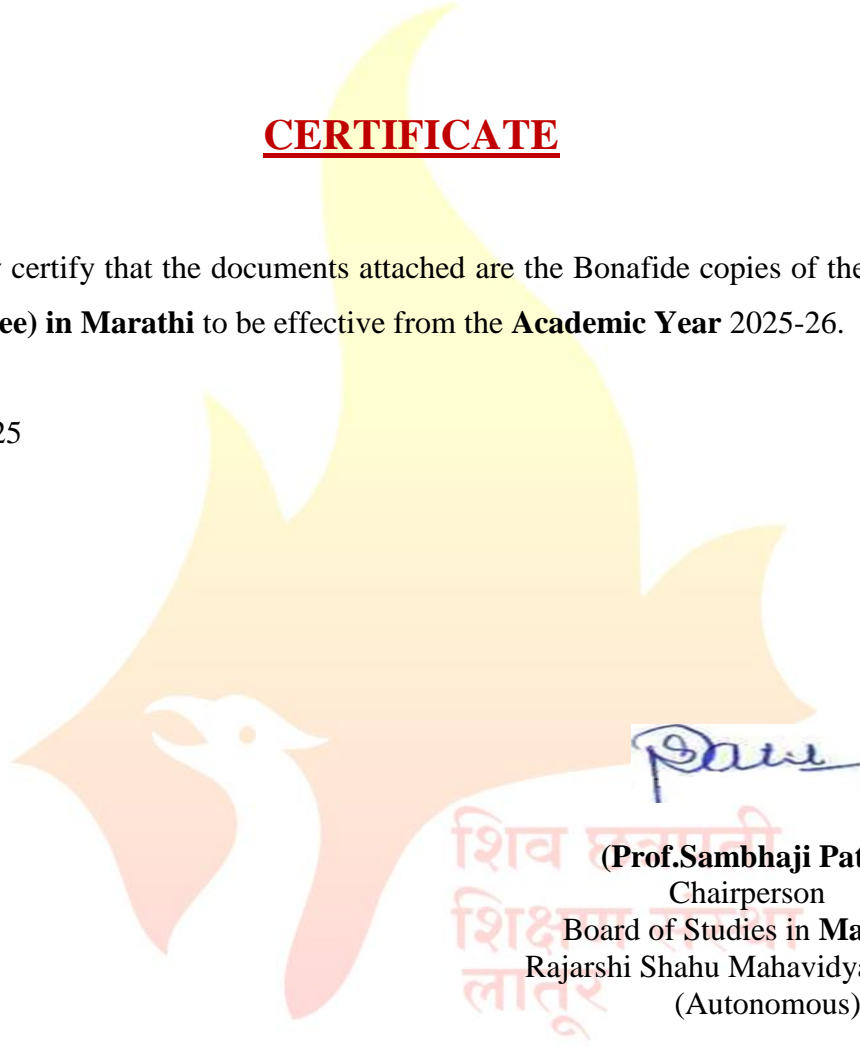 CERTIFICATE
certify that the documents attached are the Bonafide copies of the
ee) in Marathi to be effective from the Academic Year 2025-26.
25
शिव छत्रपती
शिक्षण संस्था
लातूर
(Prof.Sambhaji Pat
Chairperson
Board of Studies in Ma
Rajarshi Shahu Mahavidya
(Autonomous)